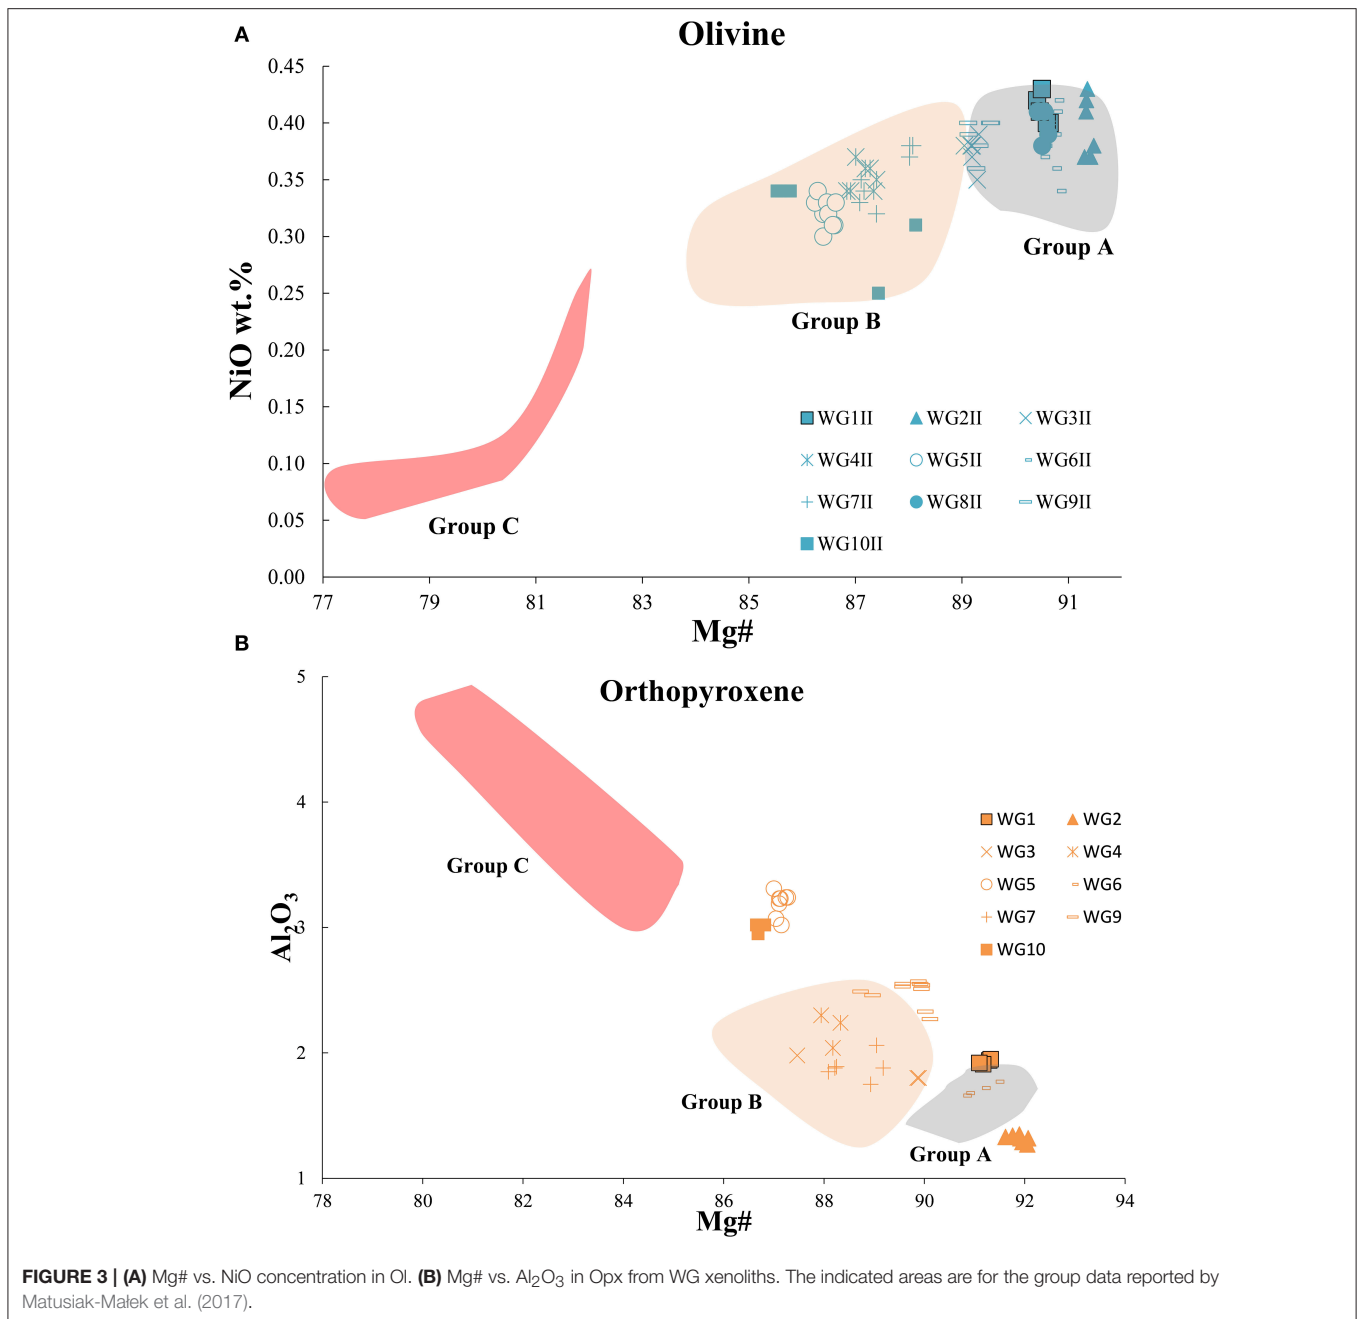 A
Olivine
NiO wt.%
0.45
0.40
0.35
0.30
0.25
0.20
0.15
0.10
0.05
0.00
Group A
Group B
Group C
WG1II WG2II WG3II
WG4II WG5II WG6II
WG7II WG8II WG9II
WG10II
77 79 81 83 85 87 89 91
Mg#
B
Orthopyroxene
Al2O3
5
4
3
2
1
Group C
Group B
Group A
WG1 WG2
WG3 WG4
WG5 WG6
WG7 WG9
WG10
78 80 82 84 86 88 90 92 94
Mg#
FIGURE 3 | (A) Mg# vs. NiO concentration in Ol. (B) Mg# vs. Al2O3 in Opx from WG xenoliths. The indicated areas are for the group data reported by
Matusiak-Małek et al. (2017).